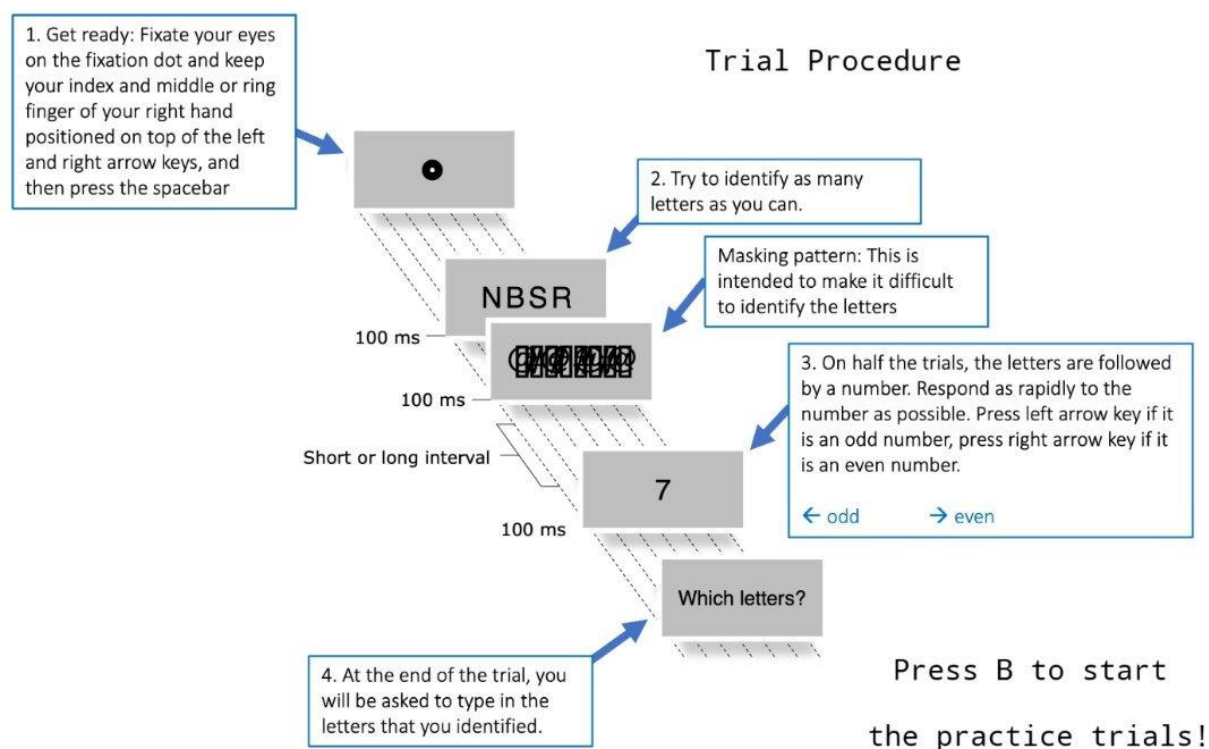 Trial Procedure
1. Get ready: Fixate your eyes
on the fixation dot and keep
your index and middle or ring
finger of your right hand
positioned on top of the left
and right arrow keys, and
then press the spacebar
2. Try to identify as many
letters as you can.
NBSR
100 ms
Masking pattern: This is
intended to make it difficult
to identify the letters
100 ms
Short or long interval
3. On half the trials, the letters are followed
by a number. Respond as rapidly to the
number as possible. Press left arrow key if it
is an odd number, press right arrow key if it
is an even number.
← odd → even
7
100 ms
Which letters?
4. At the end of the trial, you
will be asked to type in the
letters that you identified.
Press B to start
the practice trials!